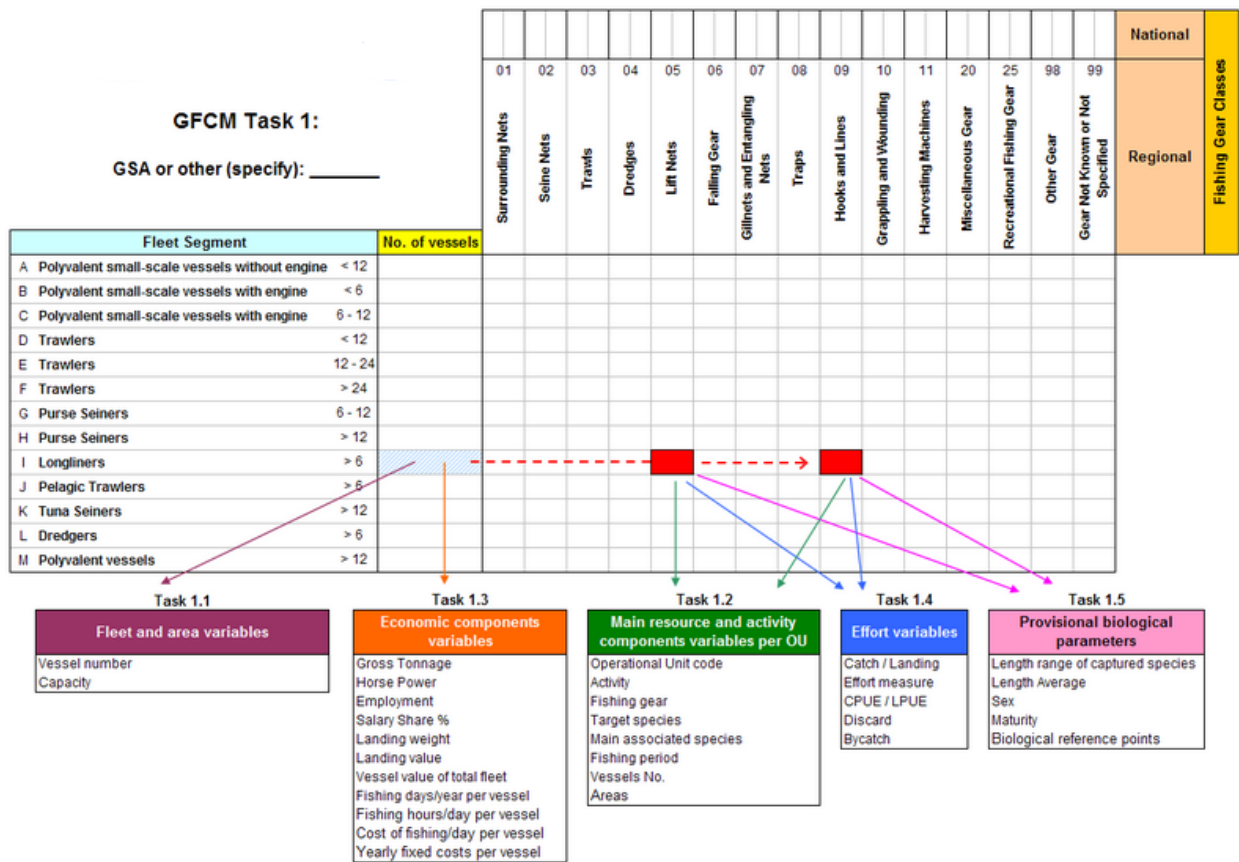 National
01 02 03 04 05 06 07 08 09 10 11 20 25 98 99
GFCM Task 1:
GSA or other (specify): ______
Surrounding Nets
Seine Nets
Trawls
Dredges
Lift Nets
Falling Gear
Gillnets and Entangling
Nets
Traps
Hooks and Lines
Grappling and Wounding
Harvesting Machines
Miscellaneous Gear
Recreational Fishing Gear
Other Gear
Gear Not Known or Not
Specified
Regional
Fishing Gear Classes
Fleet Segment No. of vessels
A Polyvalent small-scale vessels without engine < 12
B Polyvalent small-scale vessels with engine < 6
C Polyvalent small-scale vessels with engine 6 - 12
D Trawlers < 12
E Trawlers 12 - 24
F Trawlers > 24
G Purse Seiners 6 - 12
H Purse Seiners > 12
I Longliners > 6
J Pelagic Trawlers > 6
K Tuna Seiners > 12
L Dredgers > 6
M Polyvalent vessels > 12
Task 1.1
Fleet and area variables
Vessel number
Capacity
Task 1.3
Economic components
variables
Gross Tonnage
Horse Power
Employment
Salary Share %
Landing weight
Landing value
Vessel value of total fleet
Fishing days/year per vessel
Fishing hours/day per vessel
Cost of fishing/day per vessel
Yearly fixed costs per vessel
Task 1.2
Main resource and activity
components variables per OU
Operational Unit code
Activity
Fishing gear
Target species
Main associated species
Fishing period
Vessels No.
Areas
Task 1.4
Effort variables
Catch / Landing
Effort measure
CPUE / LPUE
Discard
Bycatch
Task 1.5
Provisional biological
parameters
Length range of captured species
Length Average
Sex
Maturity
Biological reference points